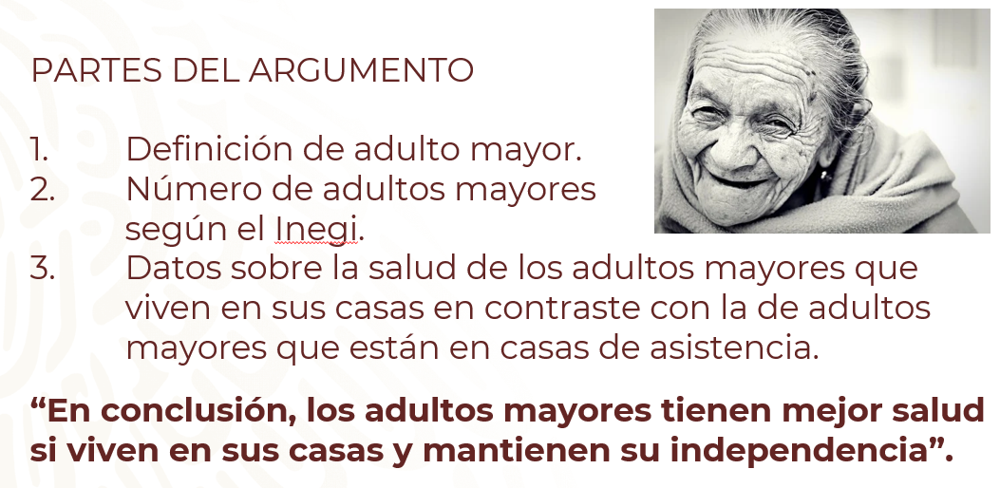 PARTES DEL ARGUMENTO
1. Definición de adulto mayor.
2. Número de adultos mayores
según el Inegi.
3. Datos sobre la salud de los adultos mayores que
viven en sus casas en contraste con la de adultos
mayores que están en casas de asistencia.
“En conclusión, los adultos mayores tienen mejor salud
si viven en sus casas y mantienen su independencia”.